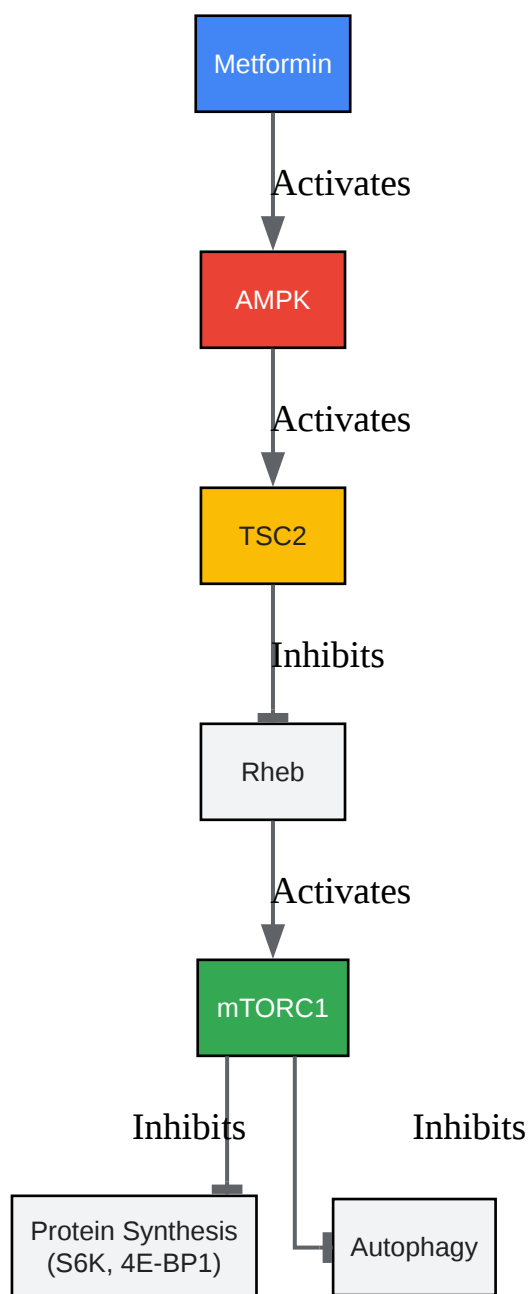 Metformin
Activates
AMPK
Activates
TSC2
Inhibits
Rheb
Activates
mTORC1
Inhibits
Inhibits
Protein Synthesis
(S6K, 4E-BP1)
Autophagy